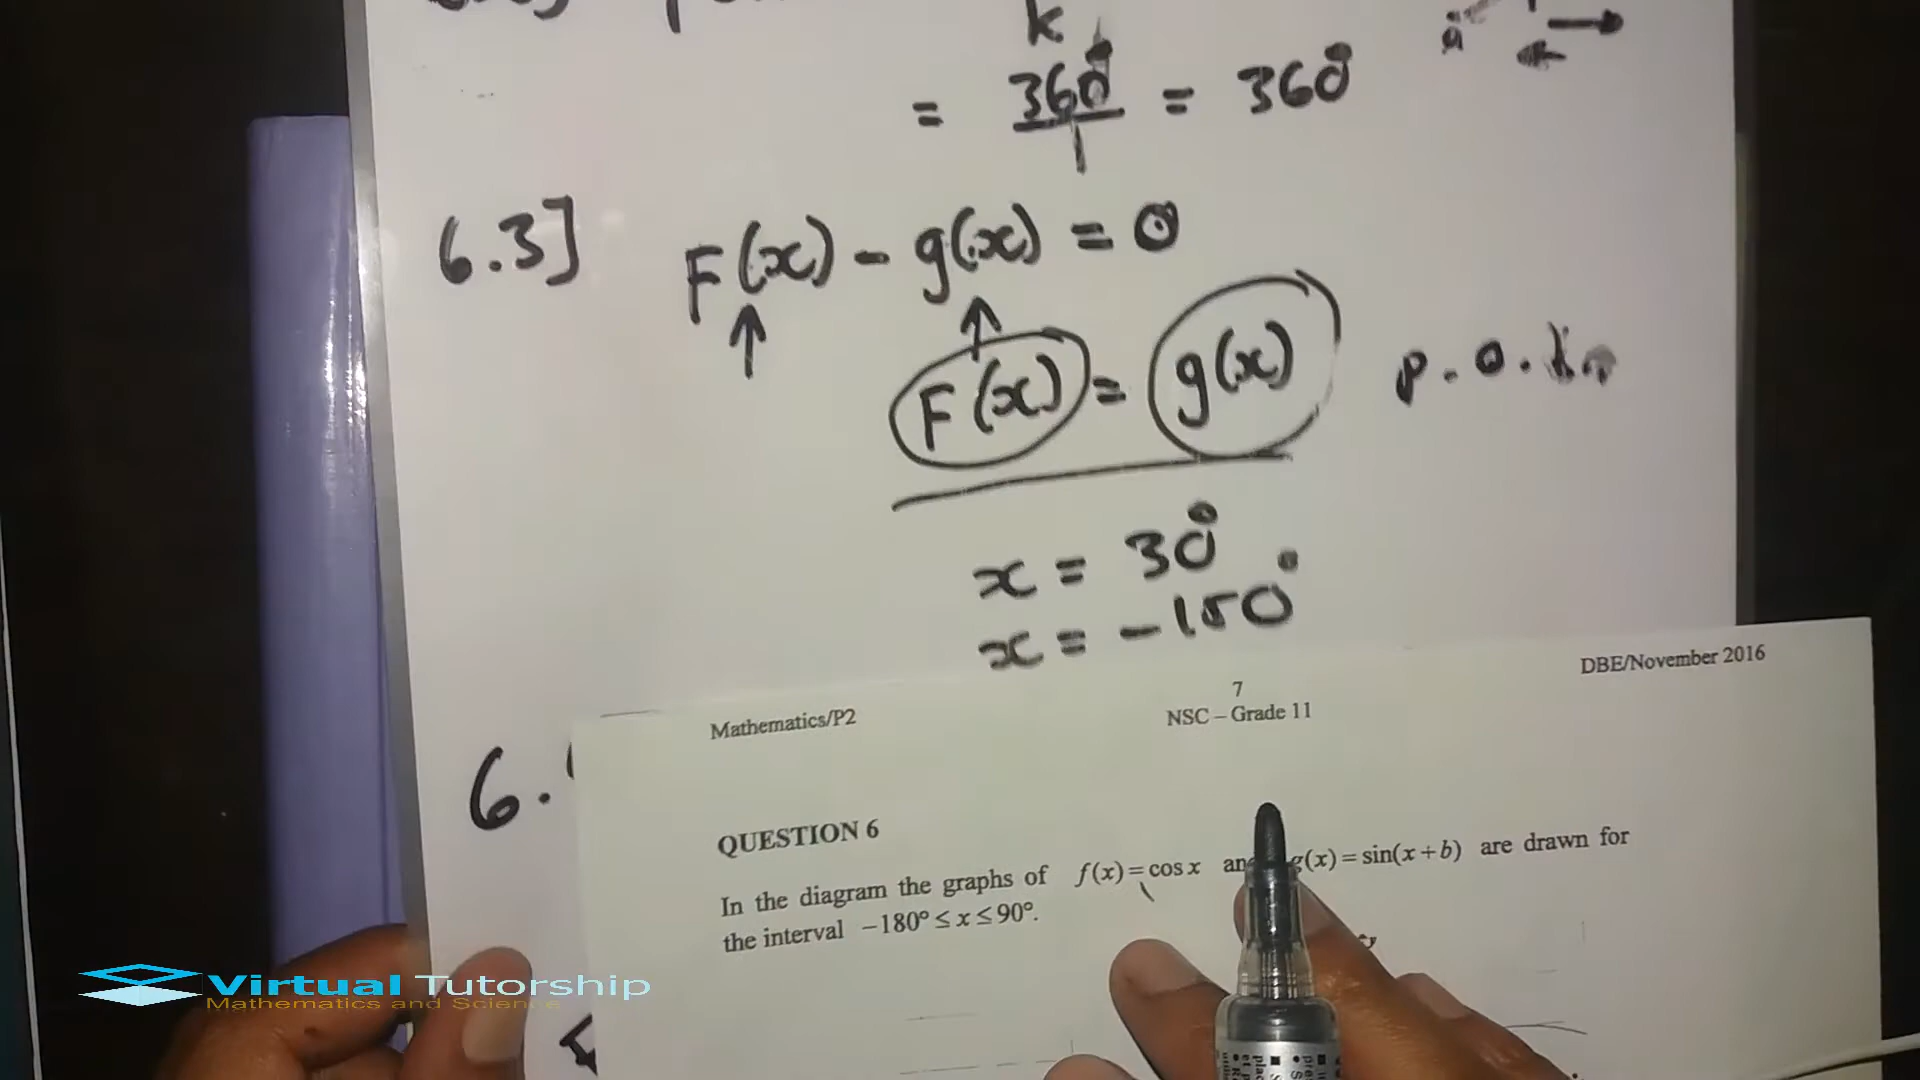 k
= 360° / 1 = 360°
6.3] F(x) - g(x) = 0
F(x) = g(x) p.o.
x = 30°
x = -150°
DBE/November 2016
7
Mathematics/P2 NSC – Grade 11
6.
QUESTION 6
In the diagram the graphs of f(x) = cos x and g(x) = sin(x + b) are drawn for
the interval −180° ≤ x ≤ 90°.
y
Virtual Tutorship
Mathematics and Science